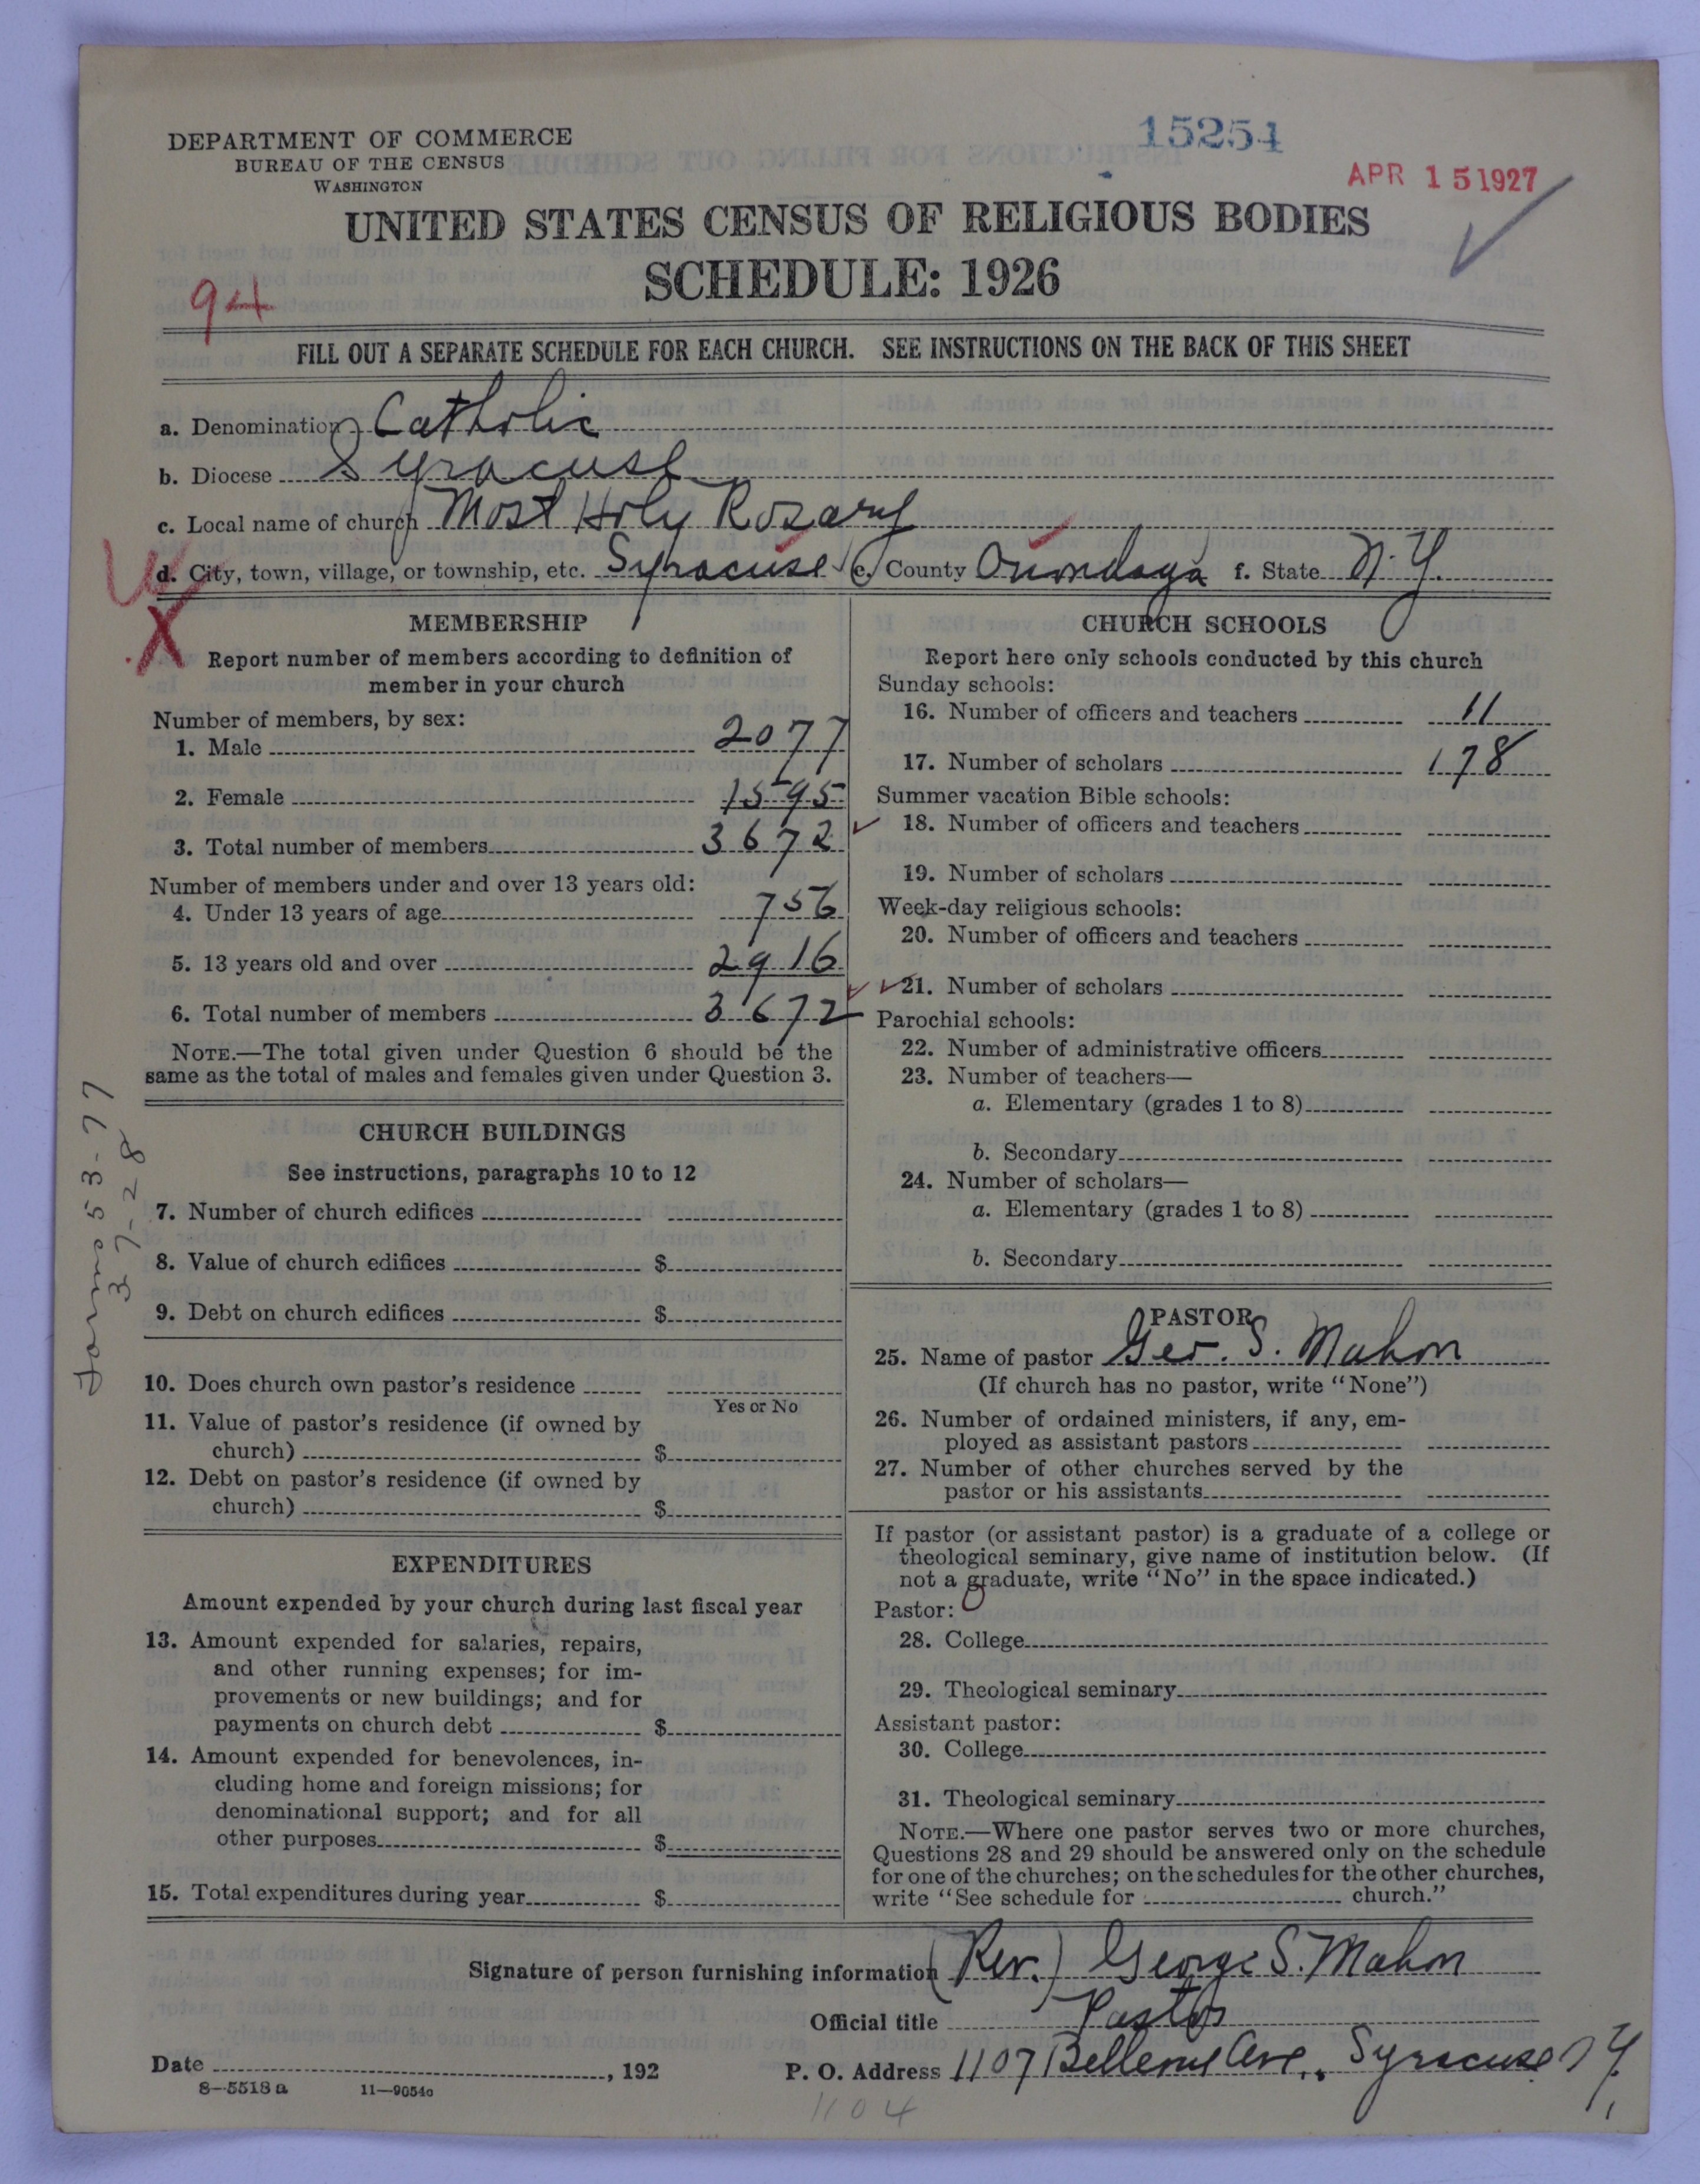 15254
APR 15 1927
DEPARTMENT OF COMMERCE
BUREAU OF THE CENSUS
WASHINGTON
UNITED STATES CENSUS OF RELIGIOUS BODIES
SCHEDULE: 1926
94
FILL OUT A SEPARATE SCHEDULE FOR EACH CHURCH. SEE INSTRUCTIONS ON THE BACK OF THIS SHEET
a. Denomination Catholic
b. Diocese Syracuse
c. Local name of church Most Holy Rosary
d. City, town, village, or township, etc. Syracuse e. County Onondaga f. State N.Y.
X
MEMBERSHIP
Report number of members according to definition of
member in your church
Number of members, by sex:
1. Male 2077
2. Female 1595
3. Total number of members 3672
Number of members under and over 13 years old:
4. Under 13 years of age 756
5. 13 years old and over 2916
6. Total number of members 3672
NOTE.—The total given under Question 6 should be the
same as the total of males and females given under Question 3.
53-77
37-28
CHURCH BUILDINGS
See instructions, paragraphs 10 to 12
7. Number of church edifices
8. Value of church edifices $
9. Debt on church edifices $
10. Does church own pastor's residence
Yes or No
11. Value of pastor's residence (if owned by
church) $
12. Debt on pastor's residence (if owned by
church) $
EXPENDITURES
Amount expended by your church during last fiscal year
13. Amount expended for salaries, repairs,
and other running expenses; for im-
provements or new buildings; and for
payments on church debt $
14. Amount expended for benevolences, in-
cluding home and foreign missions; for
denominational support; and for all
other purposes $
15. Total expenditures during year $
CHURCH SCHOOLS
Report here only schools conducted by this church
Sunday schools:
16. Number of officers and teachers 11
17. Number of scholars 178
Summer vacation Bible schools:
18. Number of officers and teachers
19. Number of scholars
Week-day religious schools:
20. Number of officers and teachers
21. Number of scholars
Parochial schools:
22. Number of administrative officers
23. Number of teachers—
a. Elementary (grades 1 to 8)
b. Secondary
24. Number of scholars—
a. Elementary (grades 1 to 8)
b. Secondary
PASTOR
25. Name of pastor Geo. S. Mahon
(If church has no pastor, write "None")
26. Number of ordained ministers, if any, em-
ployed as assistant pastors
27. Number of other churches served by the
pastor or his assistants
If pastor (or assistant pastor) is a graduate of a college or
theological seminary, give name of institution below. (If
not a graduate, write "No" in the space indicated.)
Pastor:
28. College
29. Theological seminary
Assistant pastor:
30. College
31. Theological seminary
NOTE.—Where one pastor serves two or more churches,
Questions 28 and 29 should be answered only on the schedule
for one of the churches; on the schedules for the other churches,
write "See schedule for church."
Signature of person furnishing information (Rev.) George S. Mahon
Official title Pastor
Date , 192 P. O. Address 1107 Bellevue Ave., Syracuse N.Y.
8-5518a 11-9054a
1104